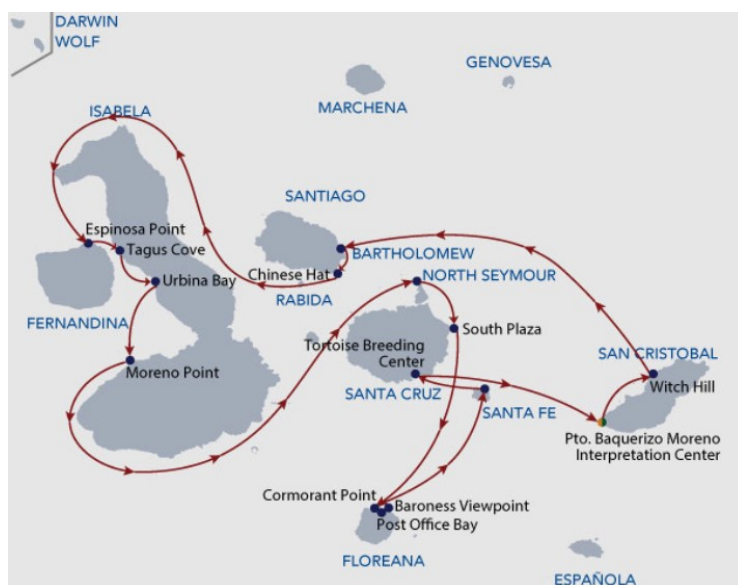 DARWIN
WOLF
GENOVESA
MARCHENA
ISABELA
SANTIAGO
Espinosa Point
Tagus Cove
BARTHOLOMEW
Chinese Hat
NORTH SEYMOUR
Urbina Bay
RABIDA
FERNANDINA
South Plaza
Tortoise Breeding
Center
SAN CRISTOBAL
Moreno Point
Witch Hill
SANTA CRUZ
SANTA FE
Pto. Baquerizo Moreno
Interpretation Center
Cormorant Point
Baroness Viewpoint
Post Office Bay
FLOREANA
ESPAÑOLA